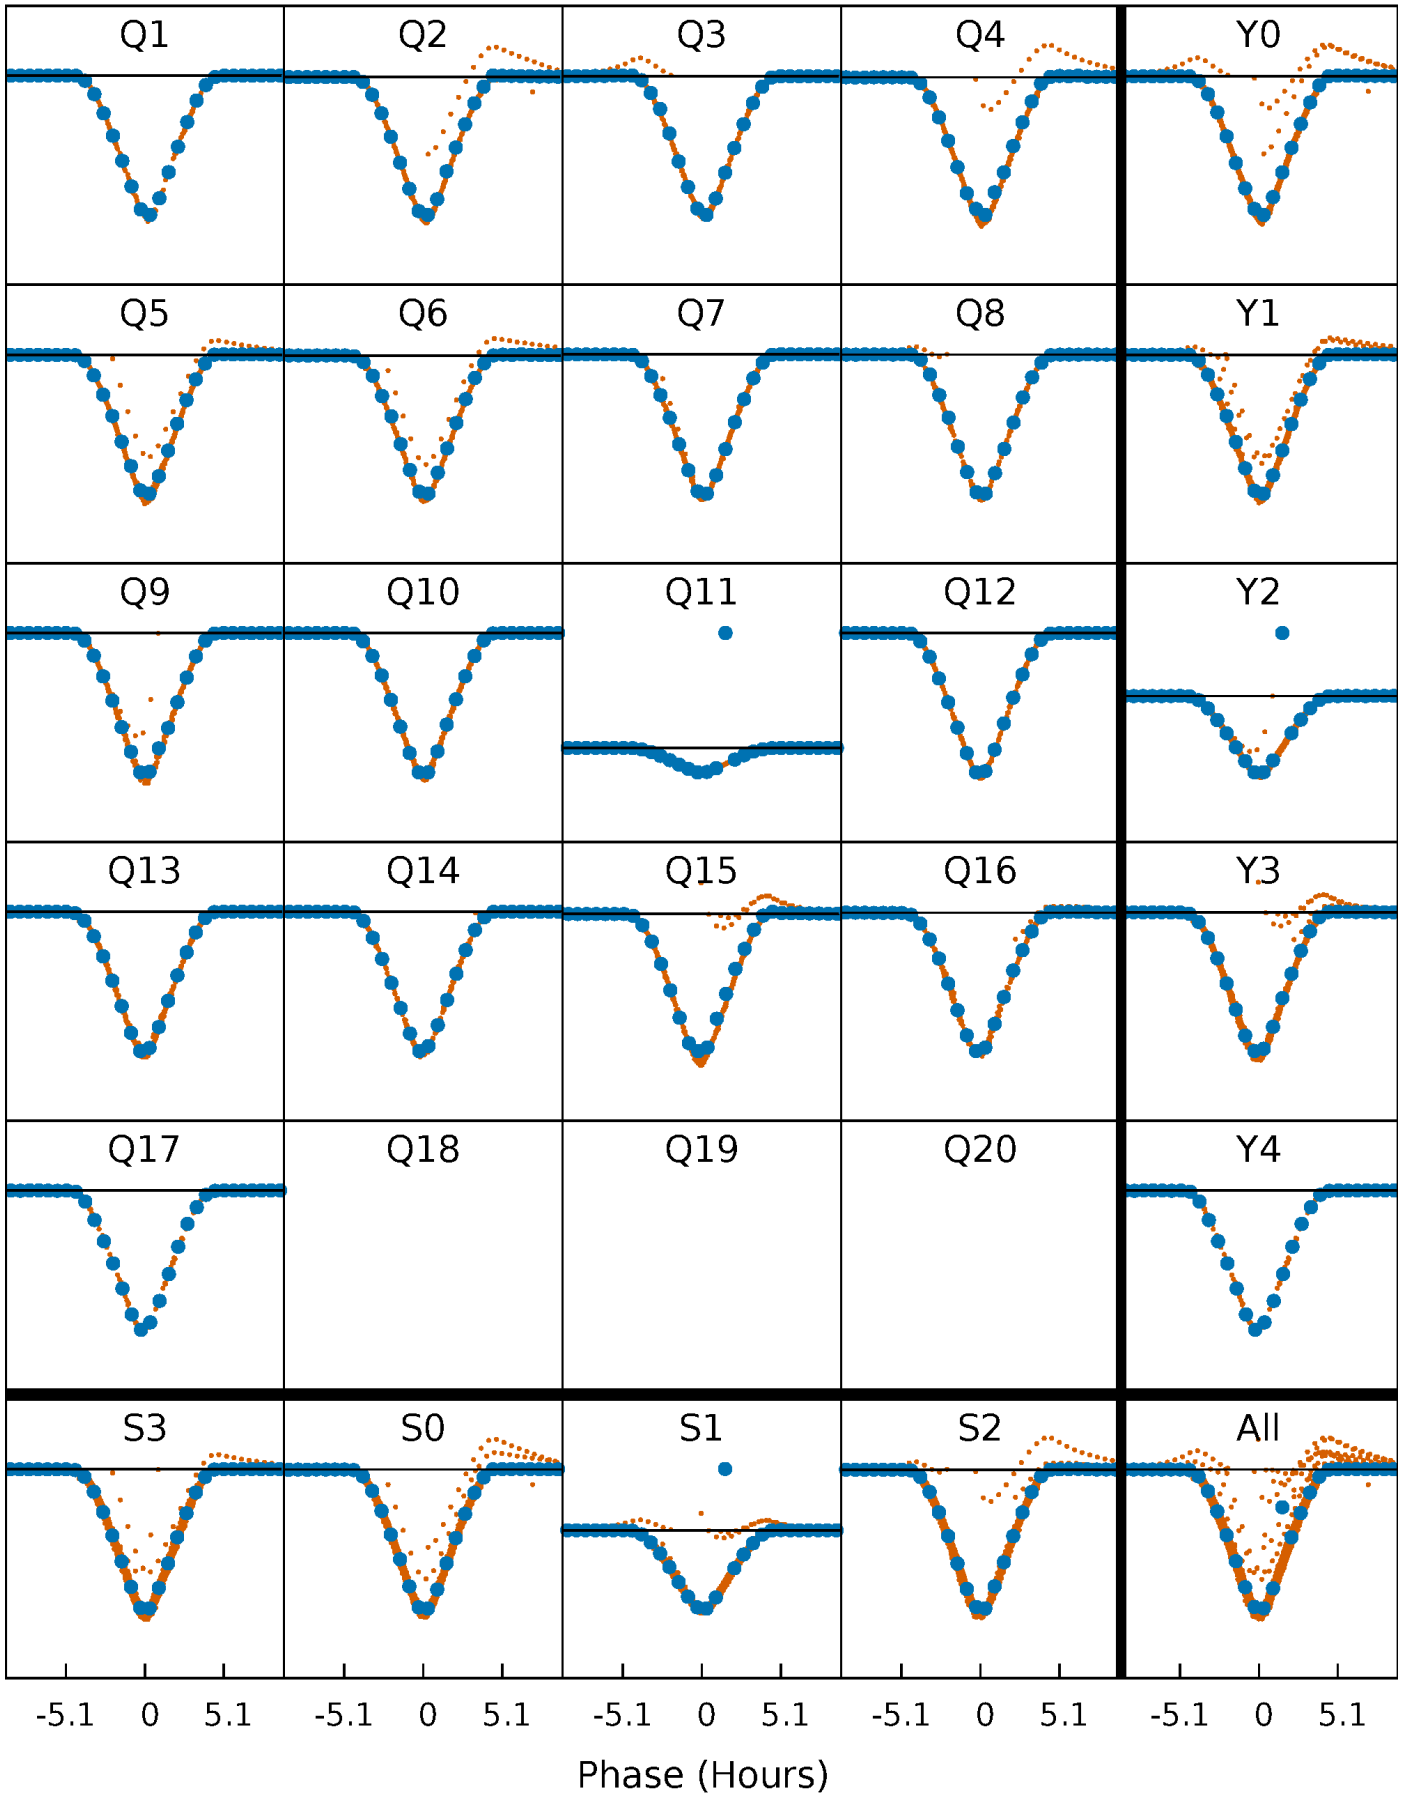 Q1 Q2 Q3 Q4 Y0
Q5 Q6 Q7 Q8 Y1
Q9 Q10 Q11 Q12 Y2
Q13 Q14 Q15 Q16 Y3
Q17 Q18 Q19 Q20 Y4
S3 S0 S1 S2 All
-5.1 0 5.1 -5.1 0 5.1 -5.1 0 5.1 -5.1 0 5.1 -5.1 0 5.1
Phase (Hours)